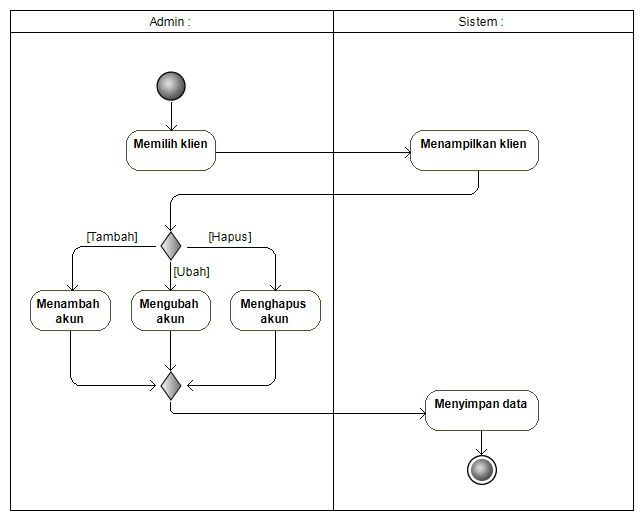 Admin :
Sistem :
Memilih klien
Menampilkan klien
[Tambah]
[Hapus]
[Ubah]
Menambah
akun
Mengubah
akun
Menghapus
akun
Menyimpan data